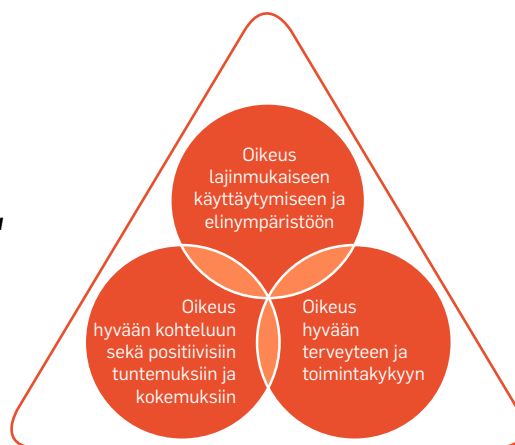 Oikeus
lajinmukaiseen
käyttäytymiseen ja
elinympäristöön
Oikeus
hyvään kohteluun
sekä positiivisiin
tuntemuksiin ja
kokemuksiin
Oikeus
hyvään
terveyteen ja
toimintakykyyn